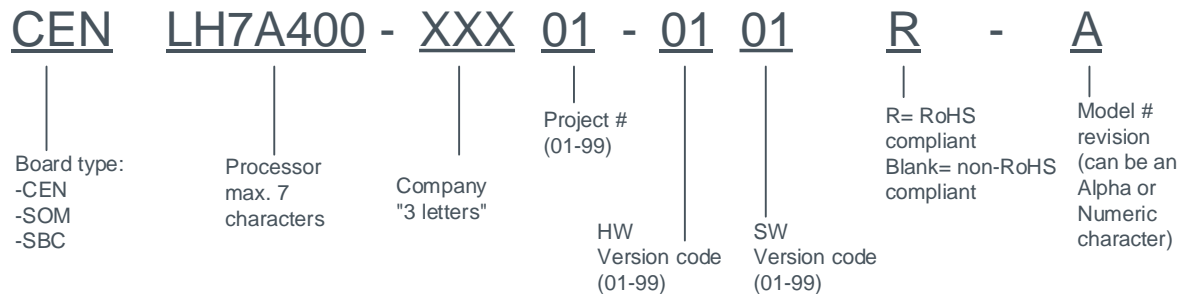 CEN LH7A400 - XXX 01 - 01 01 R - A
Board type:
-CEN
-SOM
-SBC
Processor
max. 7
characters
Company
"3 letters"
Project #
(01-99)
HW
Version code
(01-99)
SW
Version code
(01-99)
R= RoHS
compliant
Blank= non-RoHS
compliant
Model #
revision
(can be an
Alpha or
Numeric
character)